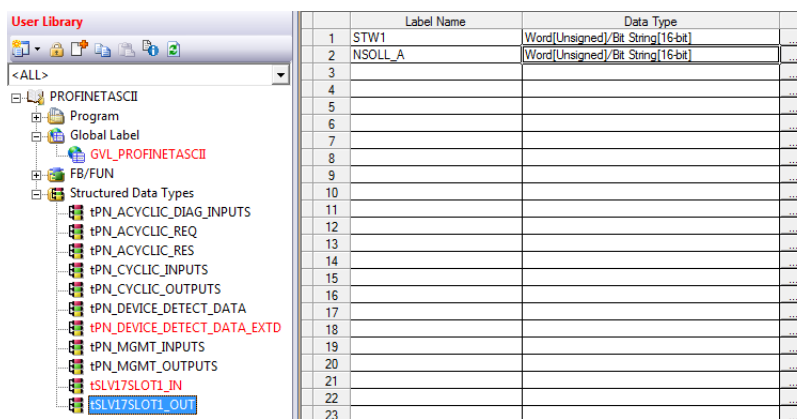 User Library
<ALL>
PROFINETASCII
Program
Global Label
GVL_PROFINETASCII
FB/FUN
Structured Data Types
tPN_ACYCLIC_DIAG_INPUTS
tPN_ACYCLIC_REQ
tPN_ACYCLIC_RES
tPN_CYCLIC_INPUTS
tPN_CYCLIC_OUTPUTS
tPN_DEVICE_DETECT_DATA
tPN_DEVICE_DETECT_DATA_EXTD
tPN_MGMT_INPUTS
tPN_MGMT_OUTPUTS
tSLV17SLOT1_IN
tSLV17SLOT1_OUT
Label Name Data Type
1 STW1 Word[Unsigned]/Bit String[16-bit] ...
2 NSOLL_A Word[Unsigned]/Bit String[16-bit] ...
3 ...
4 ...
5 ...
6 ...
7 ...
8 ...
9 ...
10 ...
11 ...
12 ...
13 ...
14 ...
15 ...
16 ...
17 ...
18 ...
19 ...
20 ...
21 ...
22 ...
23